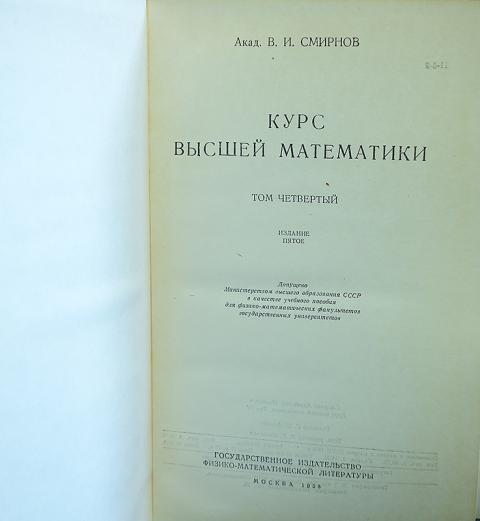 Акад. В. И. СМИРНОВ
КУРС
ВЫСШЕЙ МАТЕМАТИКИ
ТОМ ЧЕТВЕРТЫЙ
ИЗДАНИЕ
ПЯТОЕ
Допущено
Министерством высшего образования СССР
в качестве учебного пособия
для физико-математических факультетов
государственных университетов
ГОСУДАРСТВЕННОЕ ИЗДАТЕЛЬСТВО
ФИЗИКО-МАТЕМАТИЧЕСКОЙ ЛИТЕРАТУРЫ
МОСКВА 1958